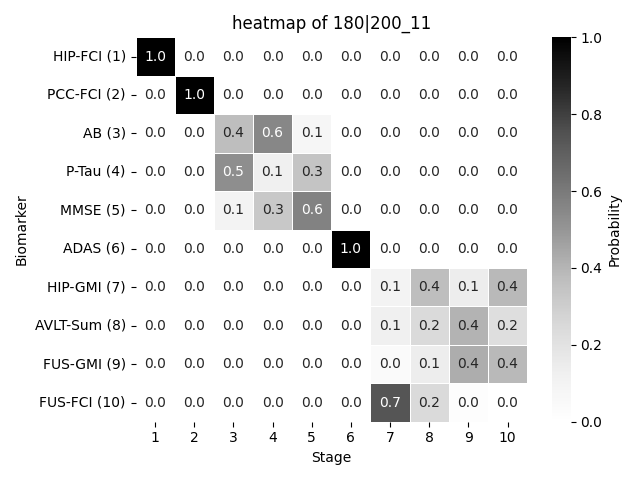 heatmap of 180|200_11
Biomarker
HIP-FCI (1) 1.0 0.0 0.0 0.0 0.0 0.0 0.0 0.0 0.0 0.0
PCC-FCI (2) 0.0 1.0 0.0 0.0 0.0 0.0 0.0 0.0 0.0 0.0
AB (3) 0.0 0.0 0.4 0.6 0.1 0.0 0.0 0.0 0.0 0.0
P-Tau (4) 0.0 0.0 0.5 0.1 0.3 0.0 0.0 0.0 0.0 0.0
MMSE (5) 0.0 0.0 0.1 0.3 0.6 0.0 0.0 0.0 0.0 0.0
ADAS (6) 0.0 0.0 0.0 0.0 0.0 1.0 0.0 0.0 0.0 0.0
HIP-GMI (7) 0.0 0.0 0.0 0.0 0.0 0.0 0.1 0.4 0.1 0.4
AVLT-Sum (8) 0.0 0.0 0.0 0.0 0.0 0.0 0.1 0.2 0.4 0.2
FUS-GMI (9) 0.0 0.0 0.0 0.0 0.0 0.0 0.0 0.1 0.4 0.4
FUS-FCI (10) 0.0 0.0 0.0 0.0 0.0 0.0 0.7 0.2 0.0 0.0
1 2 3 4 5 6 7 8 9 10
Stage
1.0
0.8
0.6
0.4
0.2
0.0
Probability